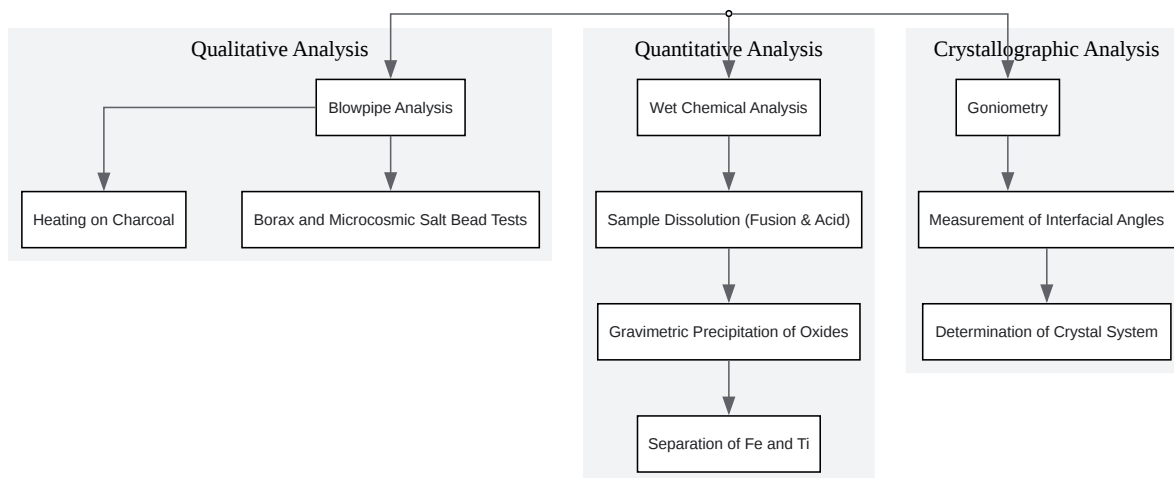 Qualitative Analysis
Quantitative Analysis
Crystallographic Analysis
Blowpipe Analysis
Wet Chemical Analysis
Goniometry
Heating on Charcoal
Borax and Microcosmic Salt Bead Tests
Sample Dissolution (Fusion & Acid)
Measurement of Interfacial Angles
Gravimetric Precipitation of Oxides
Determination of Crystal System
Separation of Fe and Ti